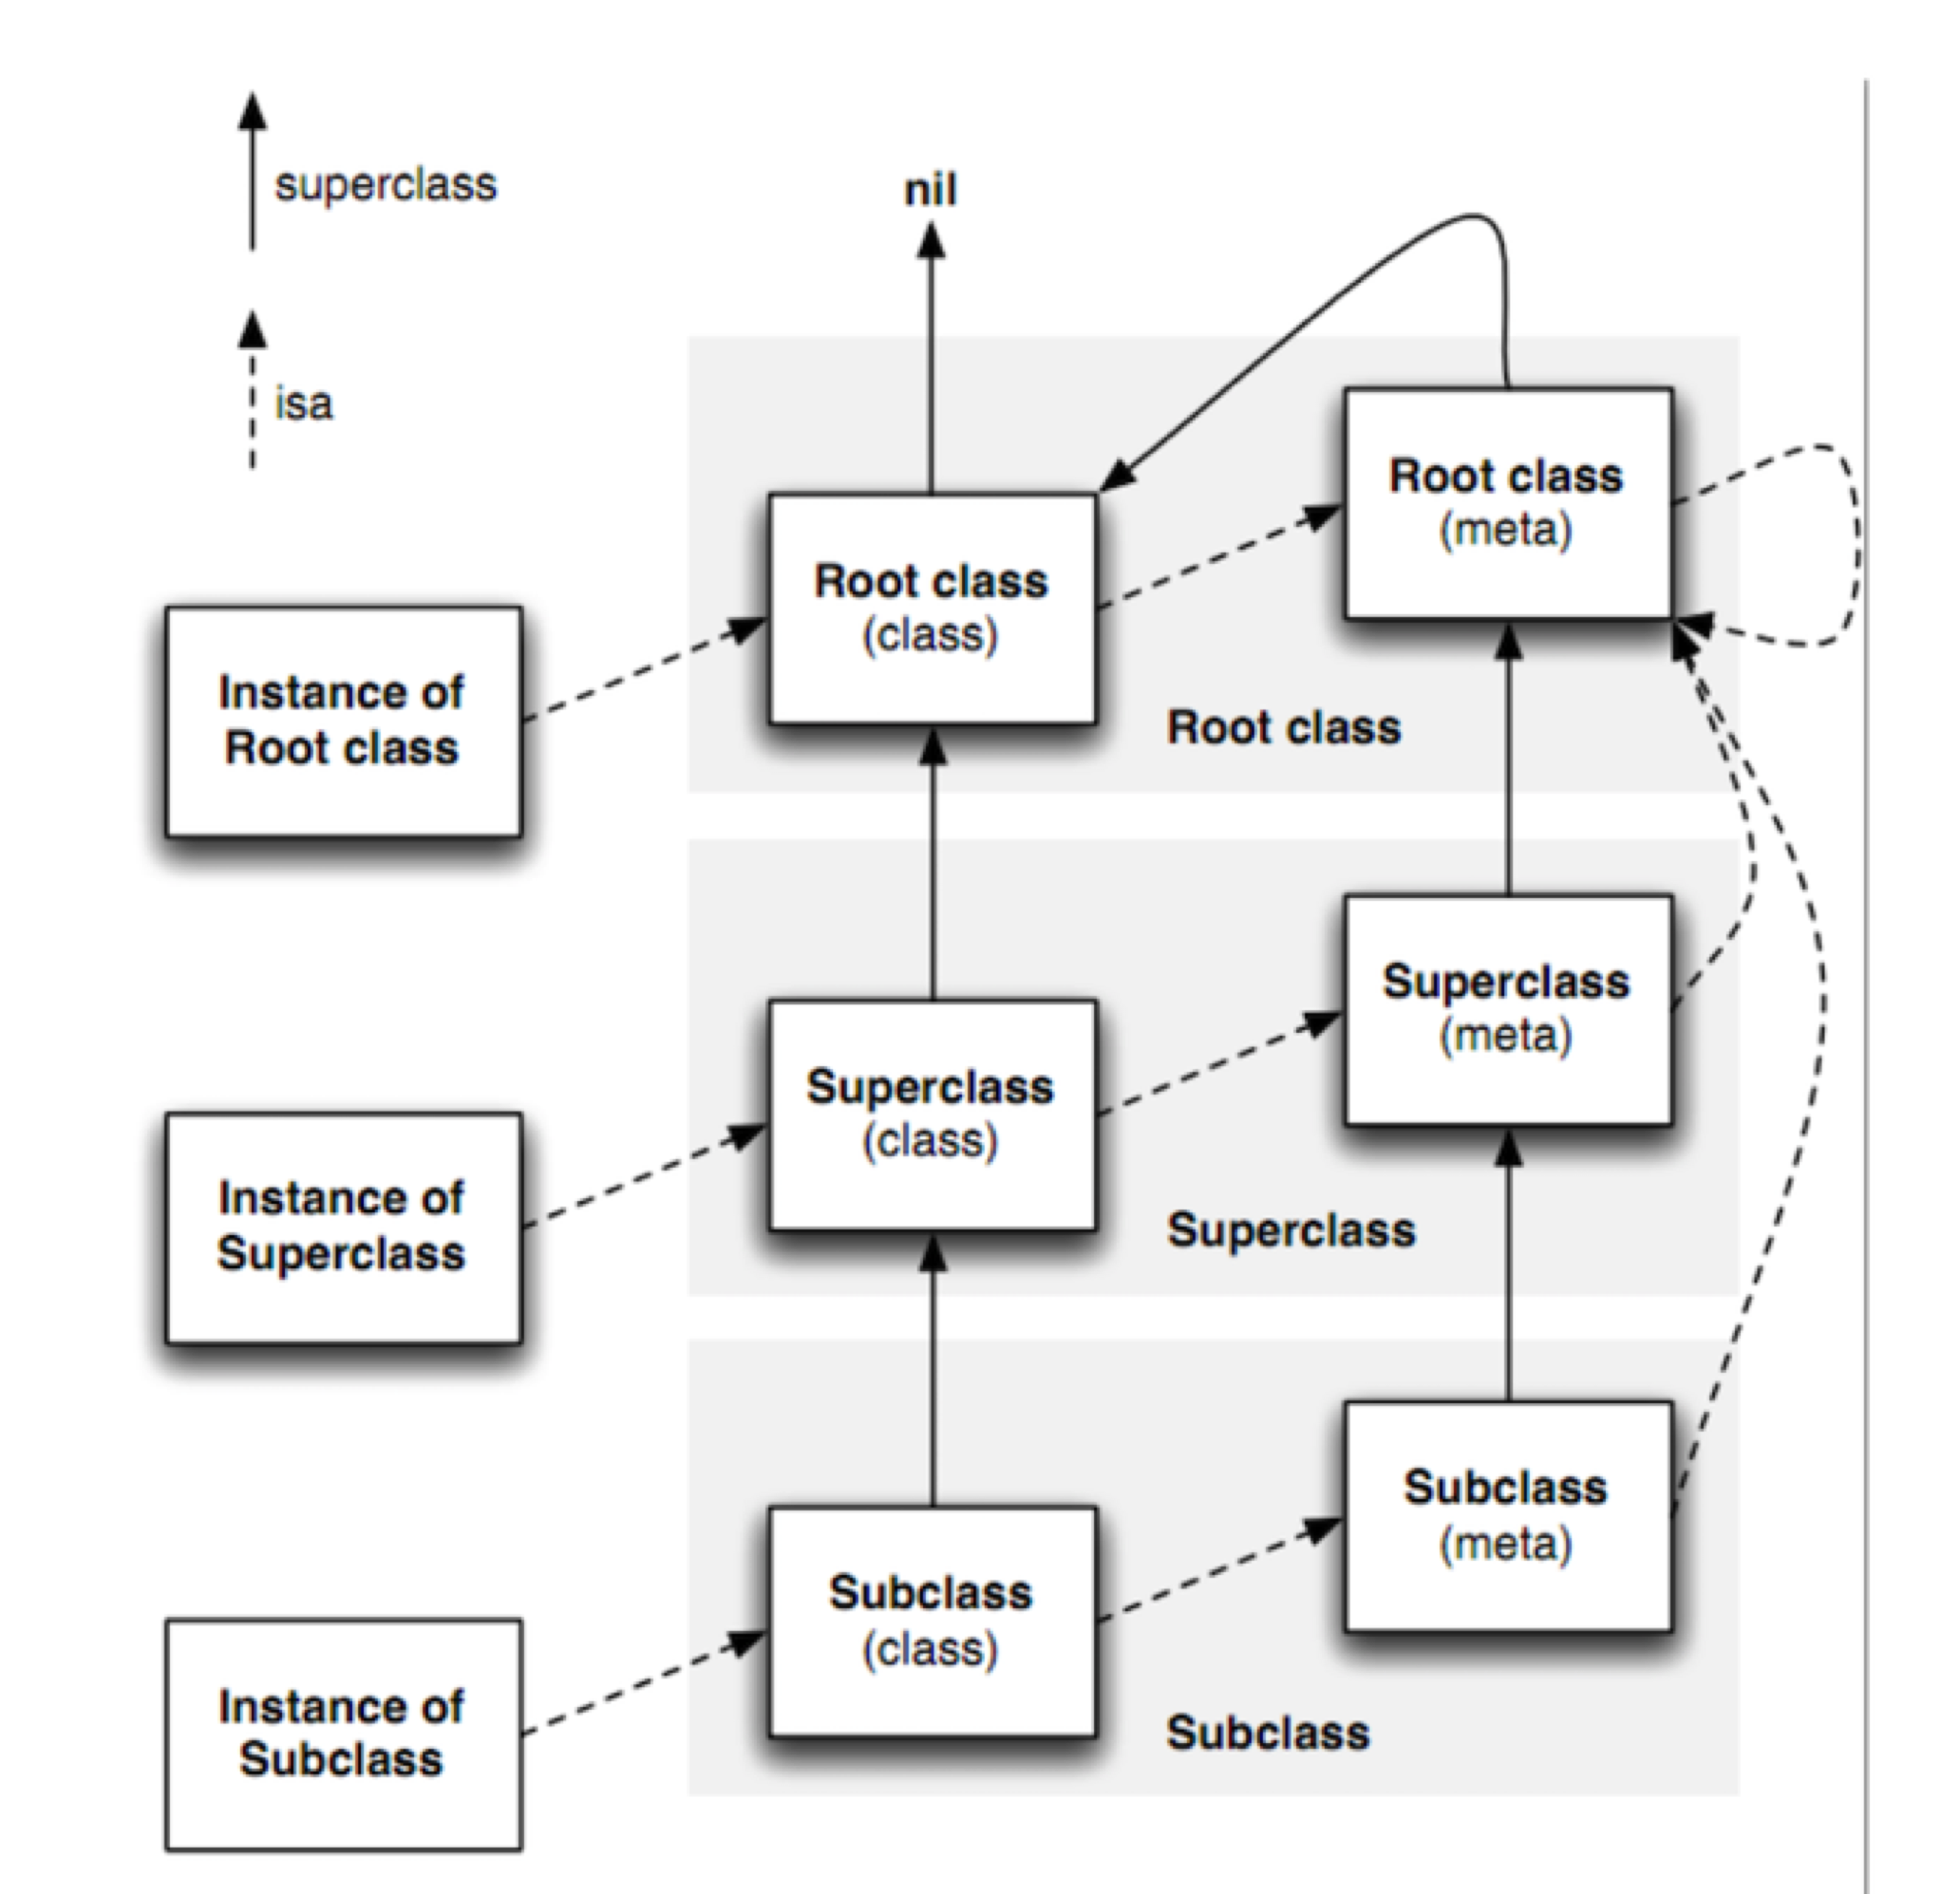 superclass
nil
isa
Root class
(meta)
Root class
(class)
Instance of
Root class
Root class
Superclass
(meta)
Superclass
(class)
Instance of
Superclass
Superclass
Subclass
(meta)
Subclass
(class)
Instance of
Subclass
Subclass